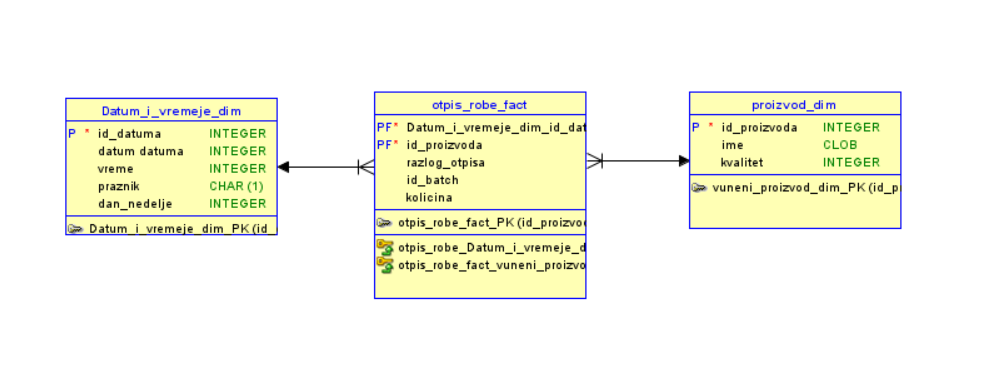 Datum_i_vremeje_dim
P * id_datuma INTEGER
datum datuma INTEGER
vreme INTEGER
praznik CHAR (1)
dan_nedelje INTEGER
Datum_i_vremeje_dim_PK (id
otpis_robe_fact
PF* Datum_i_vremeje_dim_id_dat
PF* id_proizvoda
razlog_otpisa
id_batch
kolicina
otpis_robe_fact_PK (id_proizvo
otpis_robe_Datum_i_vremeje_d
otpis_robe_fact_vuneni_proizvo
proizvod_dim
P * id_proizvoda INTEGER
ime CLOB
kvalitet INTEGER
vuneni_proizvod_dim_PK (id_p